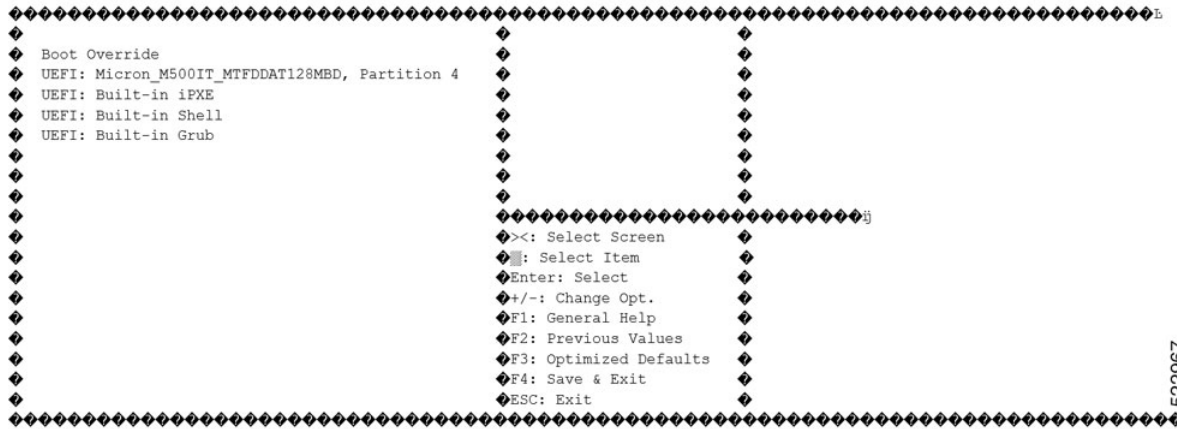 Boot Override
UEFI: Micron_M500IT_MTFDDAT128MBD, Partition 4
UEFI: Built-in iPXE
UEFI: Built-in Shell
UEFI: Built-in Grub
><: Select Screen
: Select Item
Enter: Select
+/-: Change Opt.
F1: General Help
F2: Previous Values
F3: Optimized Defaults
F4: Save & Exit
ESC: Exit